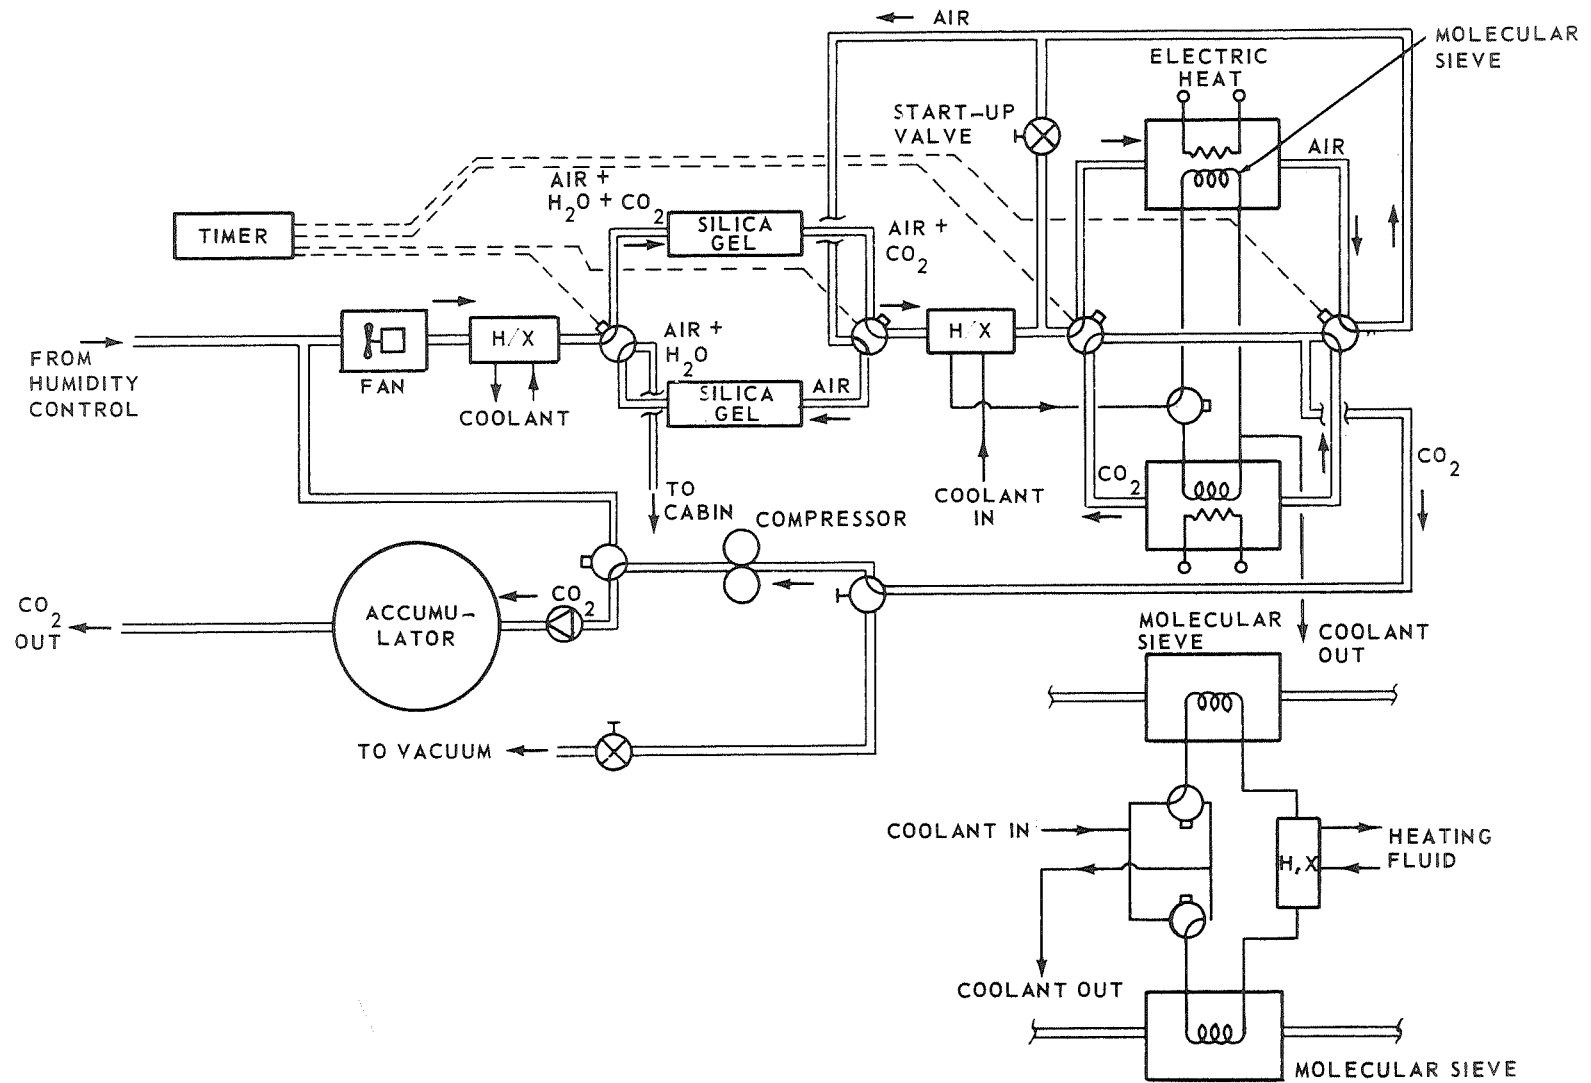 AIR
MOLECULAR
SIEVE
ELECTRIC
HEAT
START-UP
VALVE
AIR
AIR +
H2O + CO2
SILICA
GEL
AIR +
CO2
TIMER
H/X
AIR +
H2O
H/X
FROM
HUMIDITY
CONTROL
FAN
COOLANT
SILICA
GEL
AIR
CO2
CO2
TO
CABIN
COOLANT
IN
COMPRESSOR
CO2
OUT
ACCUMU-
LATOR
CO2
MOLECULAR
SIEVE
COOLANT
OUT
TO VACUUM
COOLANT IN
HEATING
FLUID
H,X
COOLANT OUT
MOLECULAR SIEVE